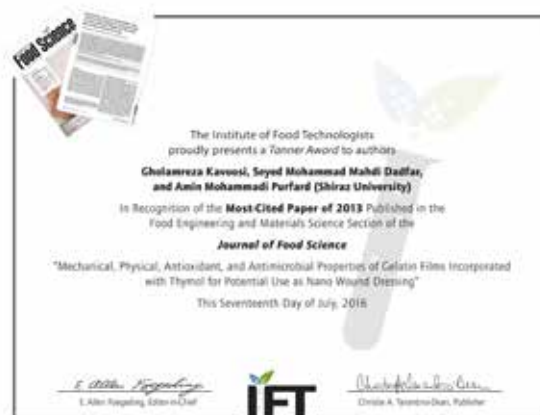 Food Science
The Institute of Food Technologists
proudly presents a Tanner Award to authors
Gholamreza Kavoosi, Seyed Mohammad Mahdi Dadfar,
and Amin Mohammadi Purfard (Shiraz University)
In Recognition of the Most-Cited Paper of 2013 Published in the
Food Engineering and Materials Science Section of the
Journal of Food Science
"Mechanical, Physical, Antioxidant, and Antimicrobial Properties of Gelatin Films Incorporated
with Thymol for Potential Use as Nano Wound Dressing"
This Seventeenth Day of July, 2016
E. Allen Foegeding, Editor-in-Chief
Publisher
IFT